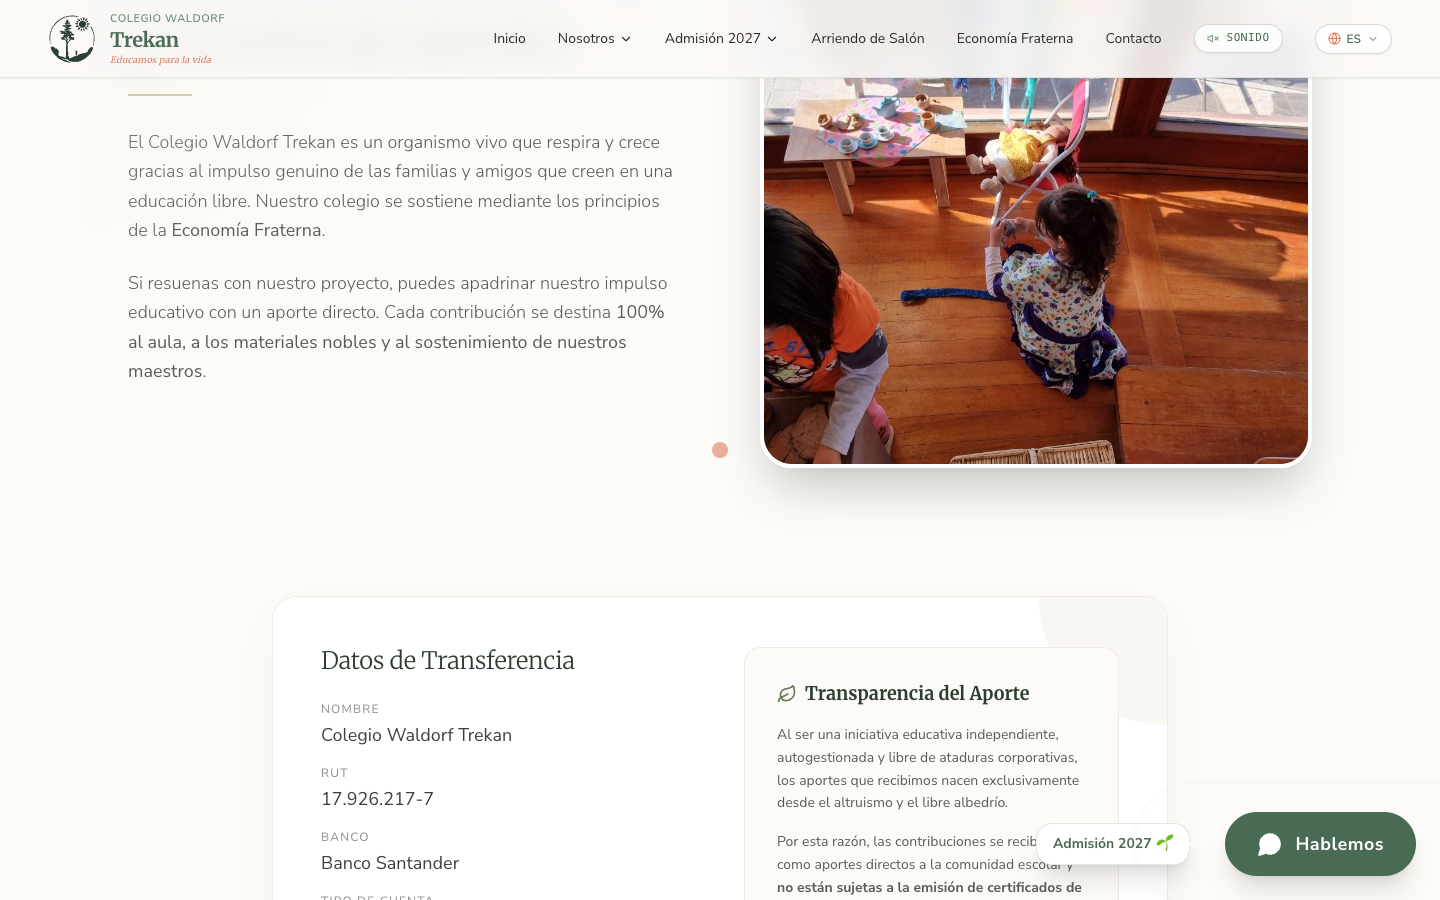 COLEGIO WALDORF
Trekan
Educamos para la vida
Inicio
Nosotros
Admisión 2027
Arriendo de Salón
Economía Fraterna
Contacto
SONIDO
ES
El Colegio Waldorf Trekan es un organismo vivo que respira y crece
gracias al impulso genuino de las familias y amigos que creen en una
educación libre. Nuestro colegio se sostiene mediante los principios
de la Economía Fraterna.
Si resuenas con nuestro proyecto, puedes apadrinar nuestro impulso
educativo con un aporte directo. Cada contribución se destina 100%
al aula, a los materiales nobles y al sostenimiento de nuestros
maestros.
Datos de Transferencia
NOMBRE
Colegio Waldorf Trekan
RUT
17.926.217-7
BANCO
Banco Santander
TIPO DE CUENTA
Transparencia del Aporte
Al ser una iniciativa educativa independiente,
autogestionada y libre de ataduras corporativas,
los aportes que recibimos nacen exclusivamente
desde el altruismo y el libre albedrío.
Por esta razón, las contribuciones se
como aportes directos a la comunidad escolar y
no están sujetas a la emisión de certificados de
Admisión 2027
Hablemos